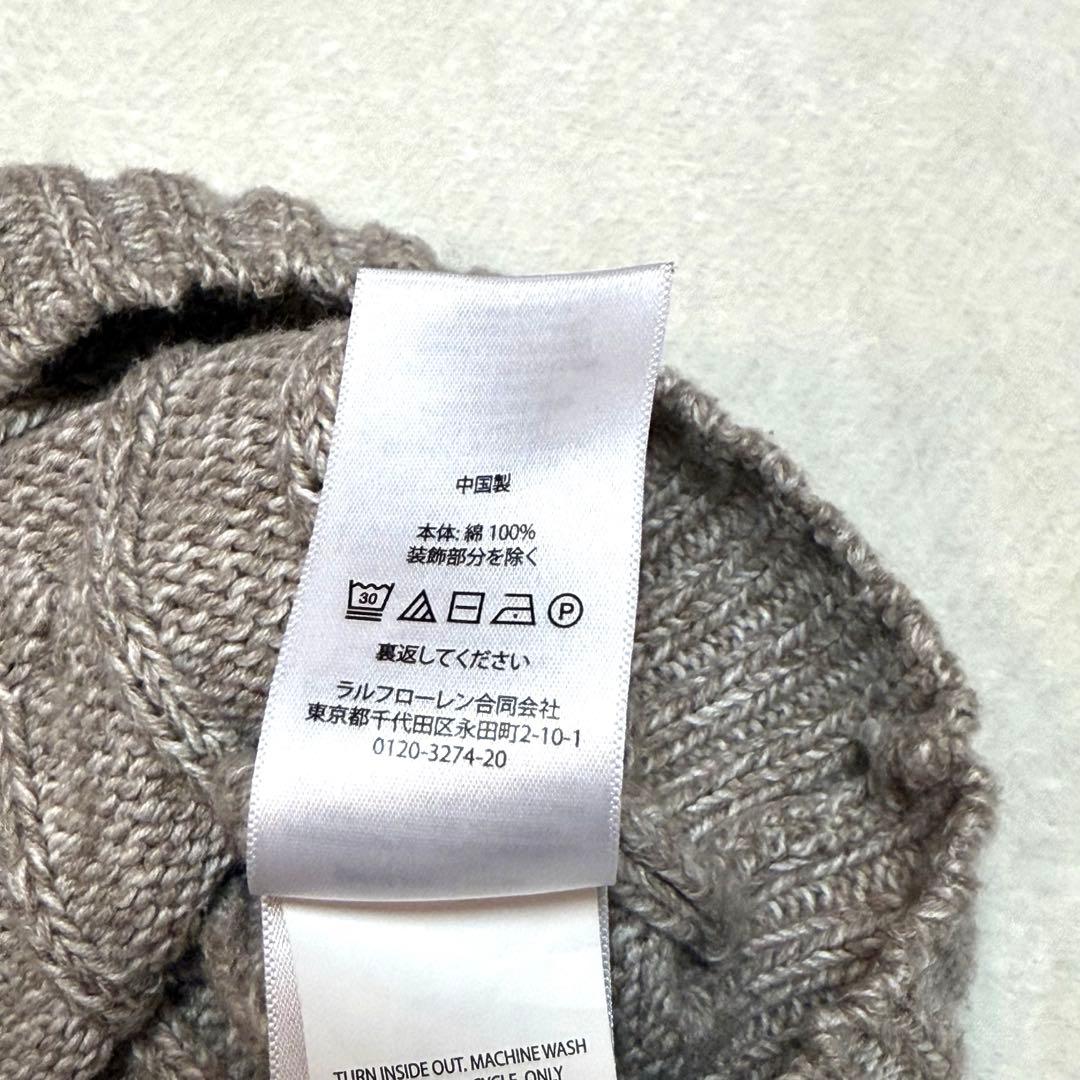 中国製
本体: 綿 100%
装飾部分を除く
30 P
裏返してください
ラルフローレン合同会社
東京都千代田区永田町2-10-1
0120-3274-20
TURN INSIDE OUT. MACHINE WASH
CYCLE. ONLY